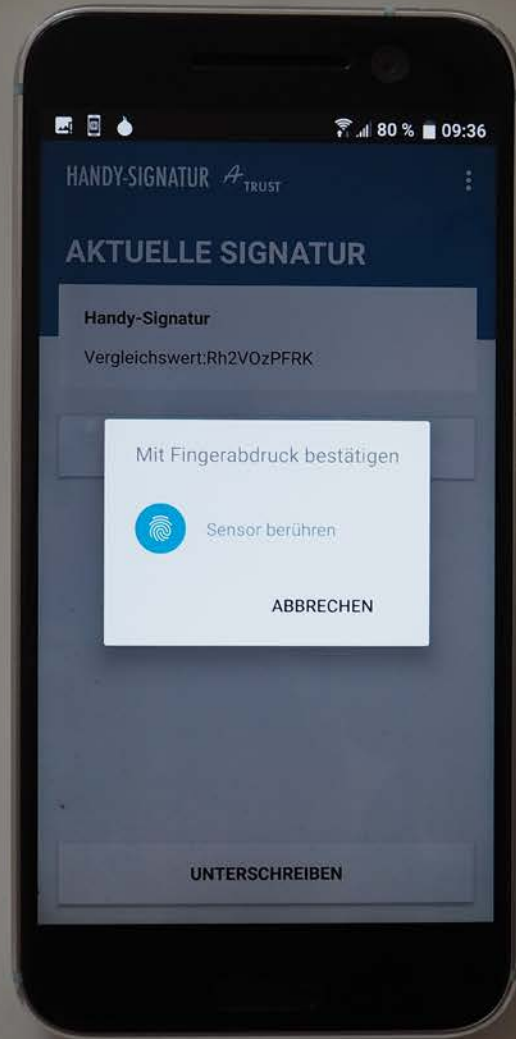 80 % 09:36
HANDY-SIGNATUR A TRUST
AKTUELLE SIGNATUR
Handy-Signatur
Vergleichswert:Rh2VOzPFRK
Mit Fingerabdruck bestätigen
Sensor berühren
ABBRECHEN
UNTERSCHREIBEN